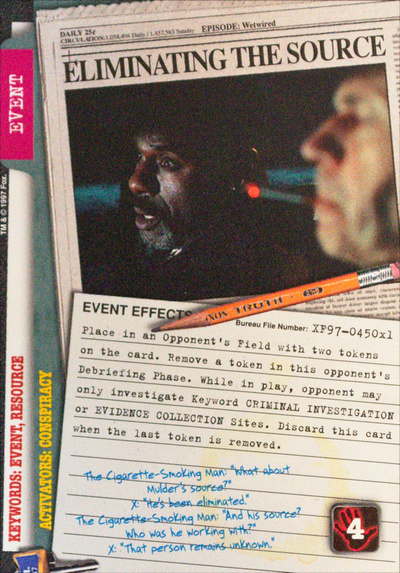 DAILY 25¢
EPISODE: Wetwired
CIRCULATION: 1,058,498 Daily / 1,457,563 Sunday
ELIMINATING THE SOURCE
EVENT
TM & © 1997 Fox.
TRUTH
EVENT EFFECTS
Bureau File Number: XF97-0450x1
Place in an Opponent's Field with two tokens
on the card. Remove a token in this opponent's
Debriefing Phase. While in play, opponent may
only investigate Keyword CRIMINAL INVESTIGATION
or EVIDENCE COLLECTION Sites. Discard this card
when the last token is removed.
KEYWORDS: EVENT, RESOURCE
ACTIVATORS: CONSPIRACY
The Cigarette-Smoking Man: "What about
Mulder's source?"
X: "He's been eliminated."
The Cigarette-Smoking Man: "And his source?
Who was he working with?"
X: "That person remains unknown."
4